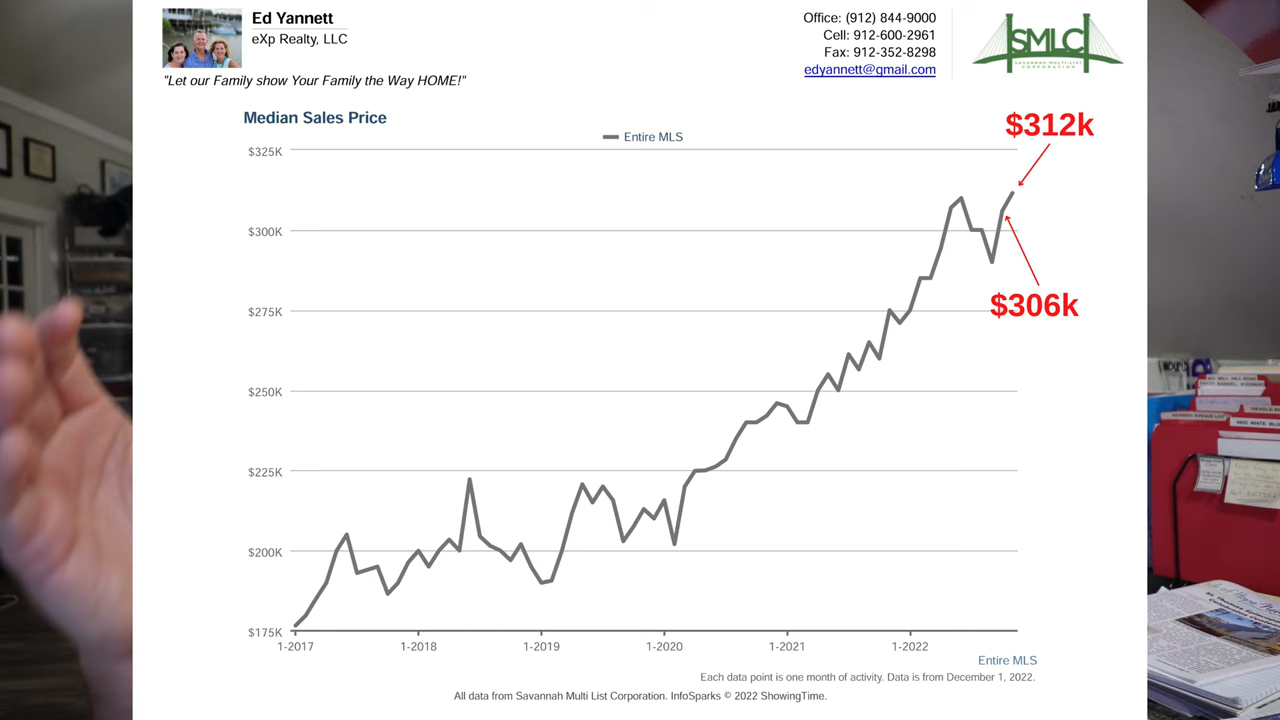 Ed Yannett
eXp Realty, LLC
"Let our Family show Your Family the Way HOME!"
Office: (912) 844-9000
Cell: 912-600-2961
Fax: 912-352-8298
edyannett@gmail.com
SMLC
SAVANNAH MULTI-LIST
CORPORATION
Median Sales Price
Entire MLS
$312k
$325K
$300K
$306k
$275K
$250K
$225K
$200K
$175K
1-2017 1-2018 1-2019 1-2020 1-2021 1-2022
Entire MLS
Each data point is one month of activity. Data is from December 1, 2022.
All data from Savannah Multi List Corporation. InfoSparks © 2022 ShowingTime.